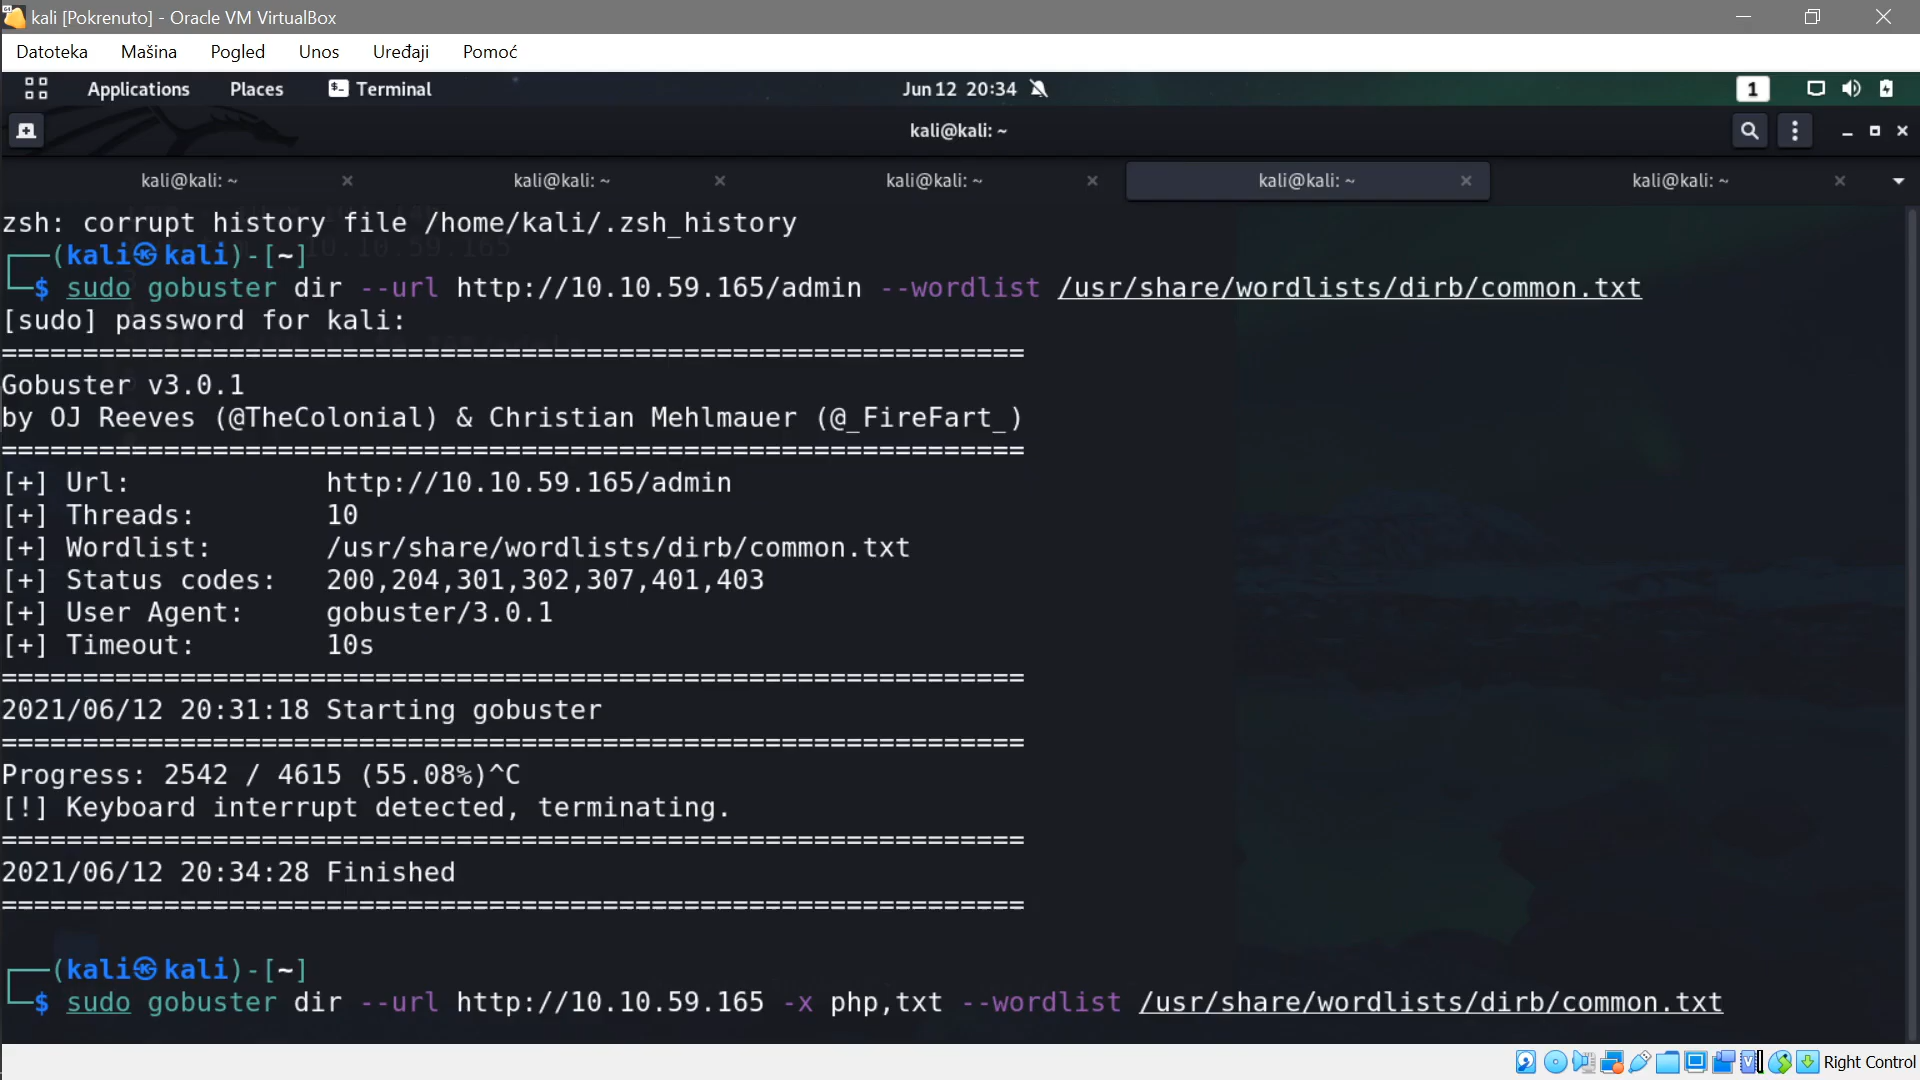 kali [Pokrenuto] - Oracle VM VirtualBox
Datoteka Mašina Pogled Unos Uređaji Pomoć
Applications Places Terminal Jun 12 20:34 1
kali@kali: ~
kali@kali: ~ × kali@kali: ~ × kali@kali: ~ × kali@kali: ~ × kali@kali: ~ ×
zsh: corrupt history file /home/kali/.zsh_history
┌──(kali㉿kali)-[~]
└─$ sudo gobuster dir --url http://10.10.59.165/admin --wordlist /usr/share/wordlists/dirb/common.txt
[sudo] password for kali:
===============================================================
Gobuster v3.0.1
by OJ Reeves (@TheColonial) & Christian Mehlmauer (@_FireFart_)
===============================================================
[+] Url:            http://10.10.59.165/admin
[+] Threads:        10
[+] Wordlist:       /usr/share/wordlists/dirb/common.txt
[+] Status codes:   200,204,301,302,307,401,403
[+] User Agent:     gobuster/3.0.1
[+] Timeout:        10s
===============================================================
2021/06/12 20:31:18 Starting gobuster
===============================================================
Progress: 2542 / 4615 (55.08%)^C
[!] Keyboard interrupt detected, terminating.
===============================================================
2021/06/12 20:34:28 Finished
===============================================================
┌──(kali㉿kali)-[~]
└─$ sudo gobuster dir --url http://10.10.59.165 -x php,txt --wordlist /usr/share/wordlists/dirb/common.txt
Right Control